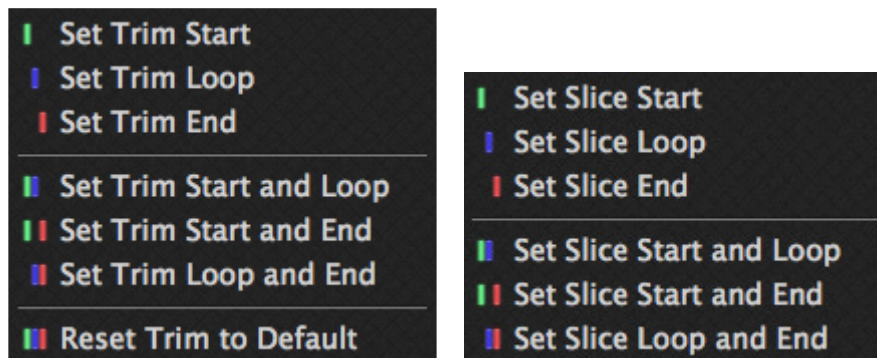 Set Trim Start
Set Trim Loop
Set Trim End
Set Trim Start and Loop
Set Trim Start and End
Set Trim Loop and End
Reset Trim to Default
Set Slice Start
Set Slice Loop
Set Slice End
Set Slice Start and Loop
Set Slice Start and End
Set Slice Loop and End